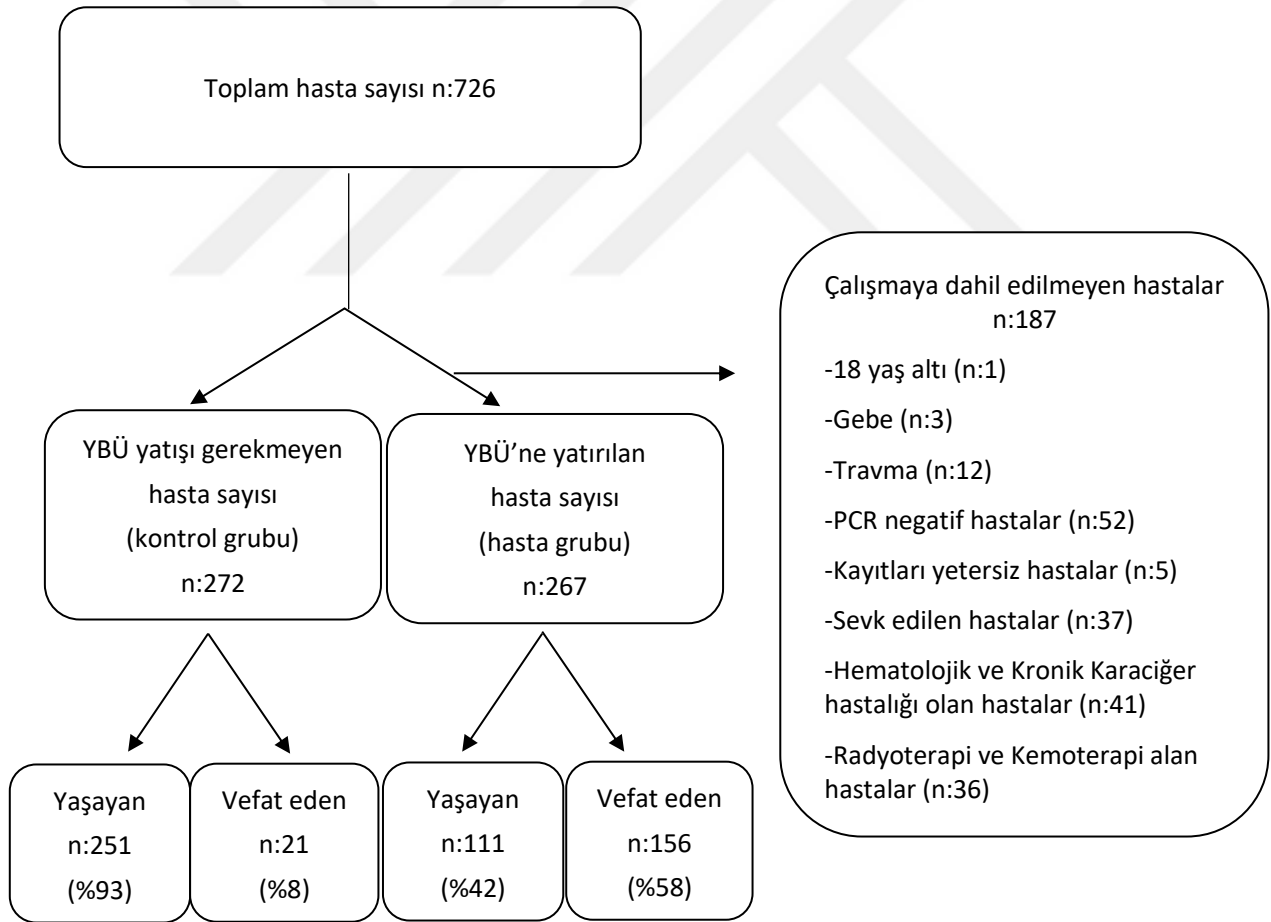 Toplam hasta sayısı n:726
Çalışmaya dahil edilmeyen hastalar
n:187
-18 yaş altı (n:1)
-Gebe (n:3)
-Travma (n:12)
-PCR negatif hastalar (n:52)
-Kayıtları yetersiz hastalar (n:5)
-Sevk edilen hastalar (n:37)
-Hematolojik ve Kronik Karaciğer
hastalığı olan hastalar (n:41)
-Radyoterapi ve Kemoterapi alan
hastalar (n:36)
YBÜ yatışı gerekmeyen
hasta sayısı
(kontrol grubu)
n:272
YBÜ’ne yatırılan
hasta sayısı
(hasta grubu)
n:267
Yaşayan
n:251
(%93)
Vefat eden
n:21
(%8)
Yaşayan
n:111
(%42)
Vefat eden
n:156
(%58)